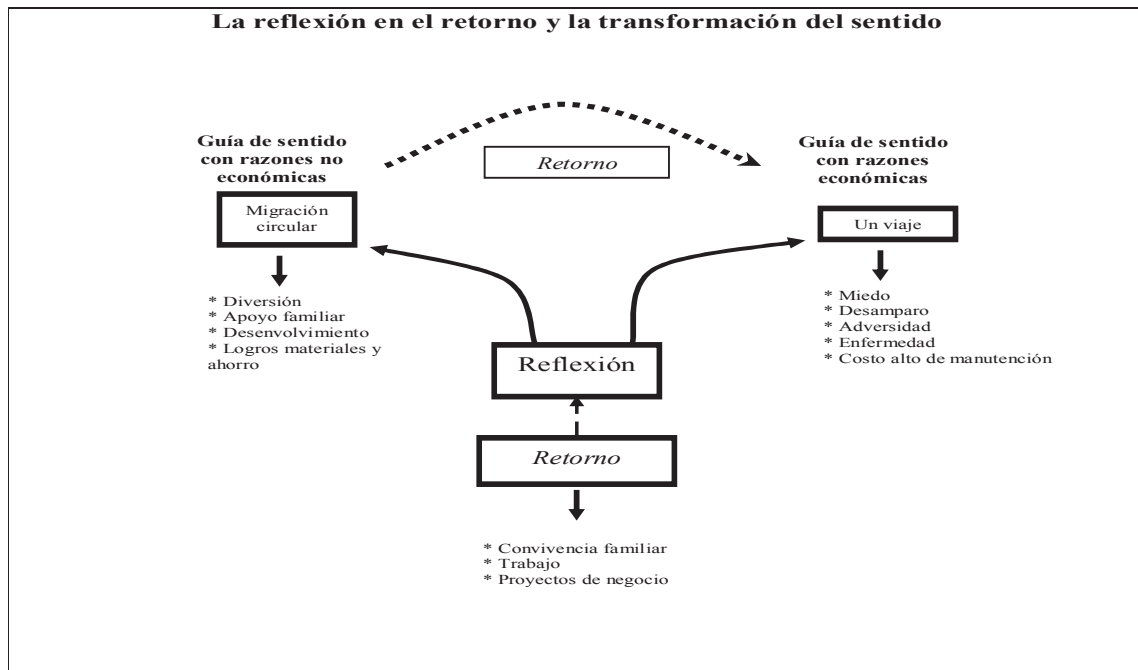 La reflexión en el retorno y la transformación del sentido
Guía de sentido
con razones no
económicas
Retorno
Guía de sentido
con razones
económicas
Migración
circular
Un viaje
* Diversión
* Apoyo familiar
* Desenvolvimiento
* Logros materiales y
ahorro
* Miedo
* Desamparo
* Adversidad
* Enfermedad
* Costo alto de manutención
Reflexión
Retorno
* Convivencia familiar
* Trabajo
* Proyectos de negocio